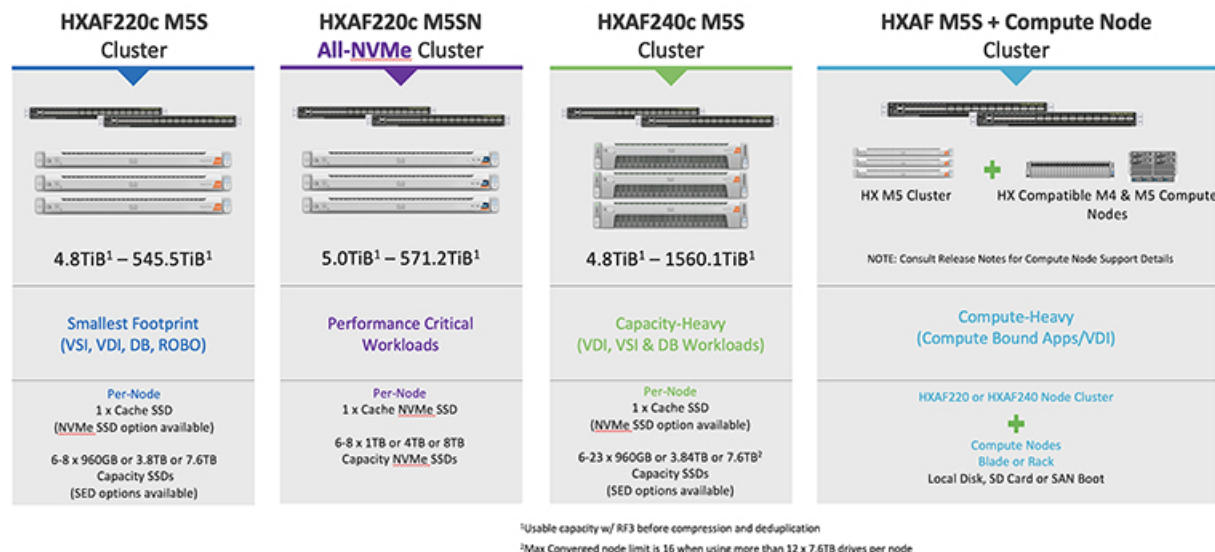 HXAF220c M5S
Cluster
4.8TiB¹ – 545.5TiB¹
Smallest Footprint
(VSI, VDI, DB, ROBO)
Per-Node
1 x Cache SSD
(NVMe SSD option available)
6-8 x 960GB or 3.8TB or 7.6TB
Capacity SSDs
(SED options available)
HXAF220c M5SN
All-NVMe Cluster
5.0TiB¹ – 571.2TiB¹
Performance Critical
Workloads
Per-Node
1 x Cache NVMe SSD
6-8 x 1TB or 4TB or 8TB
Capacity NVMe SSDs
HXAF240c M5S
Cluster
4.8TiB¹ – 1560.1TiB¹
Capacity-Heavy
(VDI, VSI & DB Workloads)
Per-Node
1 x Cache SSD
(NVMe SSD option available)
6-23 x 960GB or 3.84TB or 7.6TB²
Capacity SSDs
(SED options available)
HXAF M5S + Compute Node
Cluster
HX M5 Cluster
HX Compatible M4 & M5 Compute
Nodes
NOTE: Consult Release Notes for Compute Node Support Details
Compute-Heavy
(Compute Bound Apps/VDI)
HXAF220 or HXAF240 Node Cluster
+
Compute Nodes
Blade or Rack
Local Disk, SD Card or SAN Boot
¹Usable capacity w/ RF3 before compression and deduplication
²Max Converged node limit is 16 when using more than 12 x 7.6TB drives per node